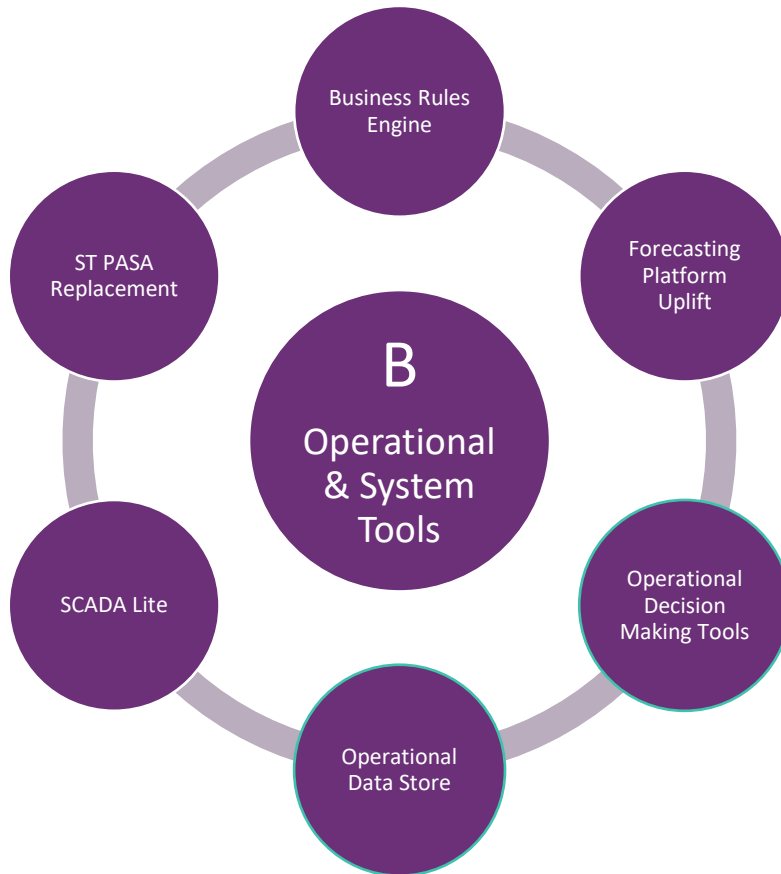 Business Rules
Engine
Forecasting
Platform
Uplift
Operational
Decision
Making Tools
Operational
Data Store
SCADA Lite
ST PASA
Replacement
B
Operational
& System
Tools